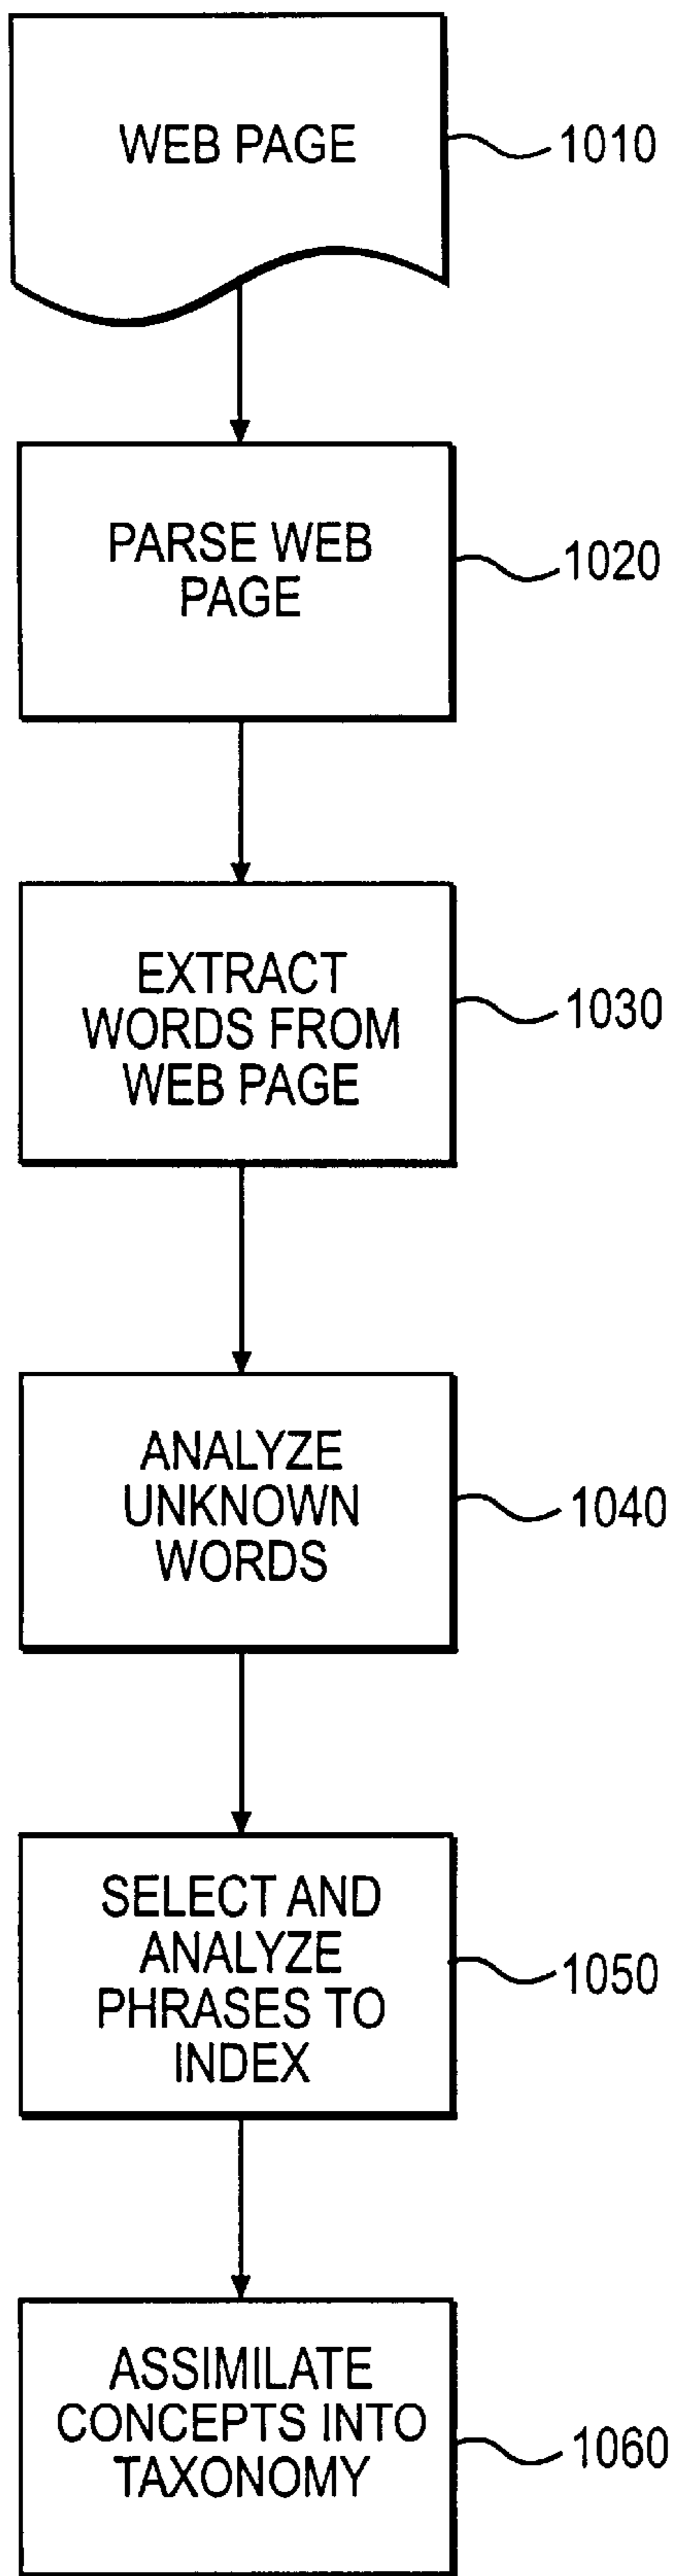 WEB PAGE
1010
PARSE WEB
PAGE
1020
EXTRACT
WORDS FROM
WEB PAGE
1030
ANALYZE
UNKNOWN
WORDS
1040
SELECT AND
ANALYZE
PHRASES TO
INDEX
1050
ASSIMILATE
CONCEPTS INTO
TAXONOMY
1060